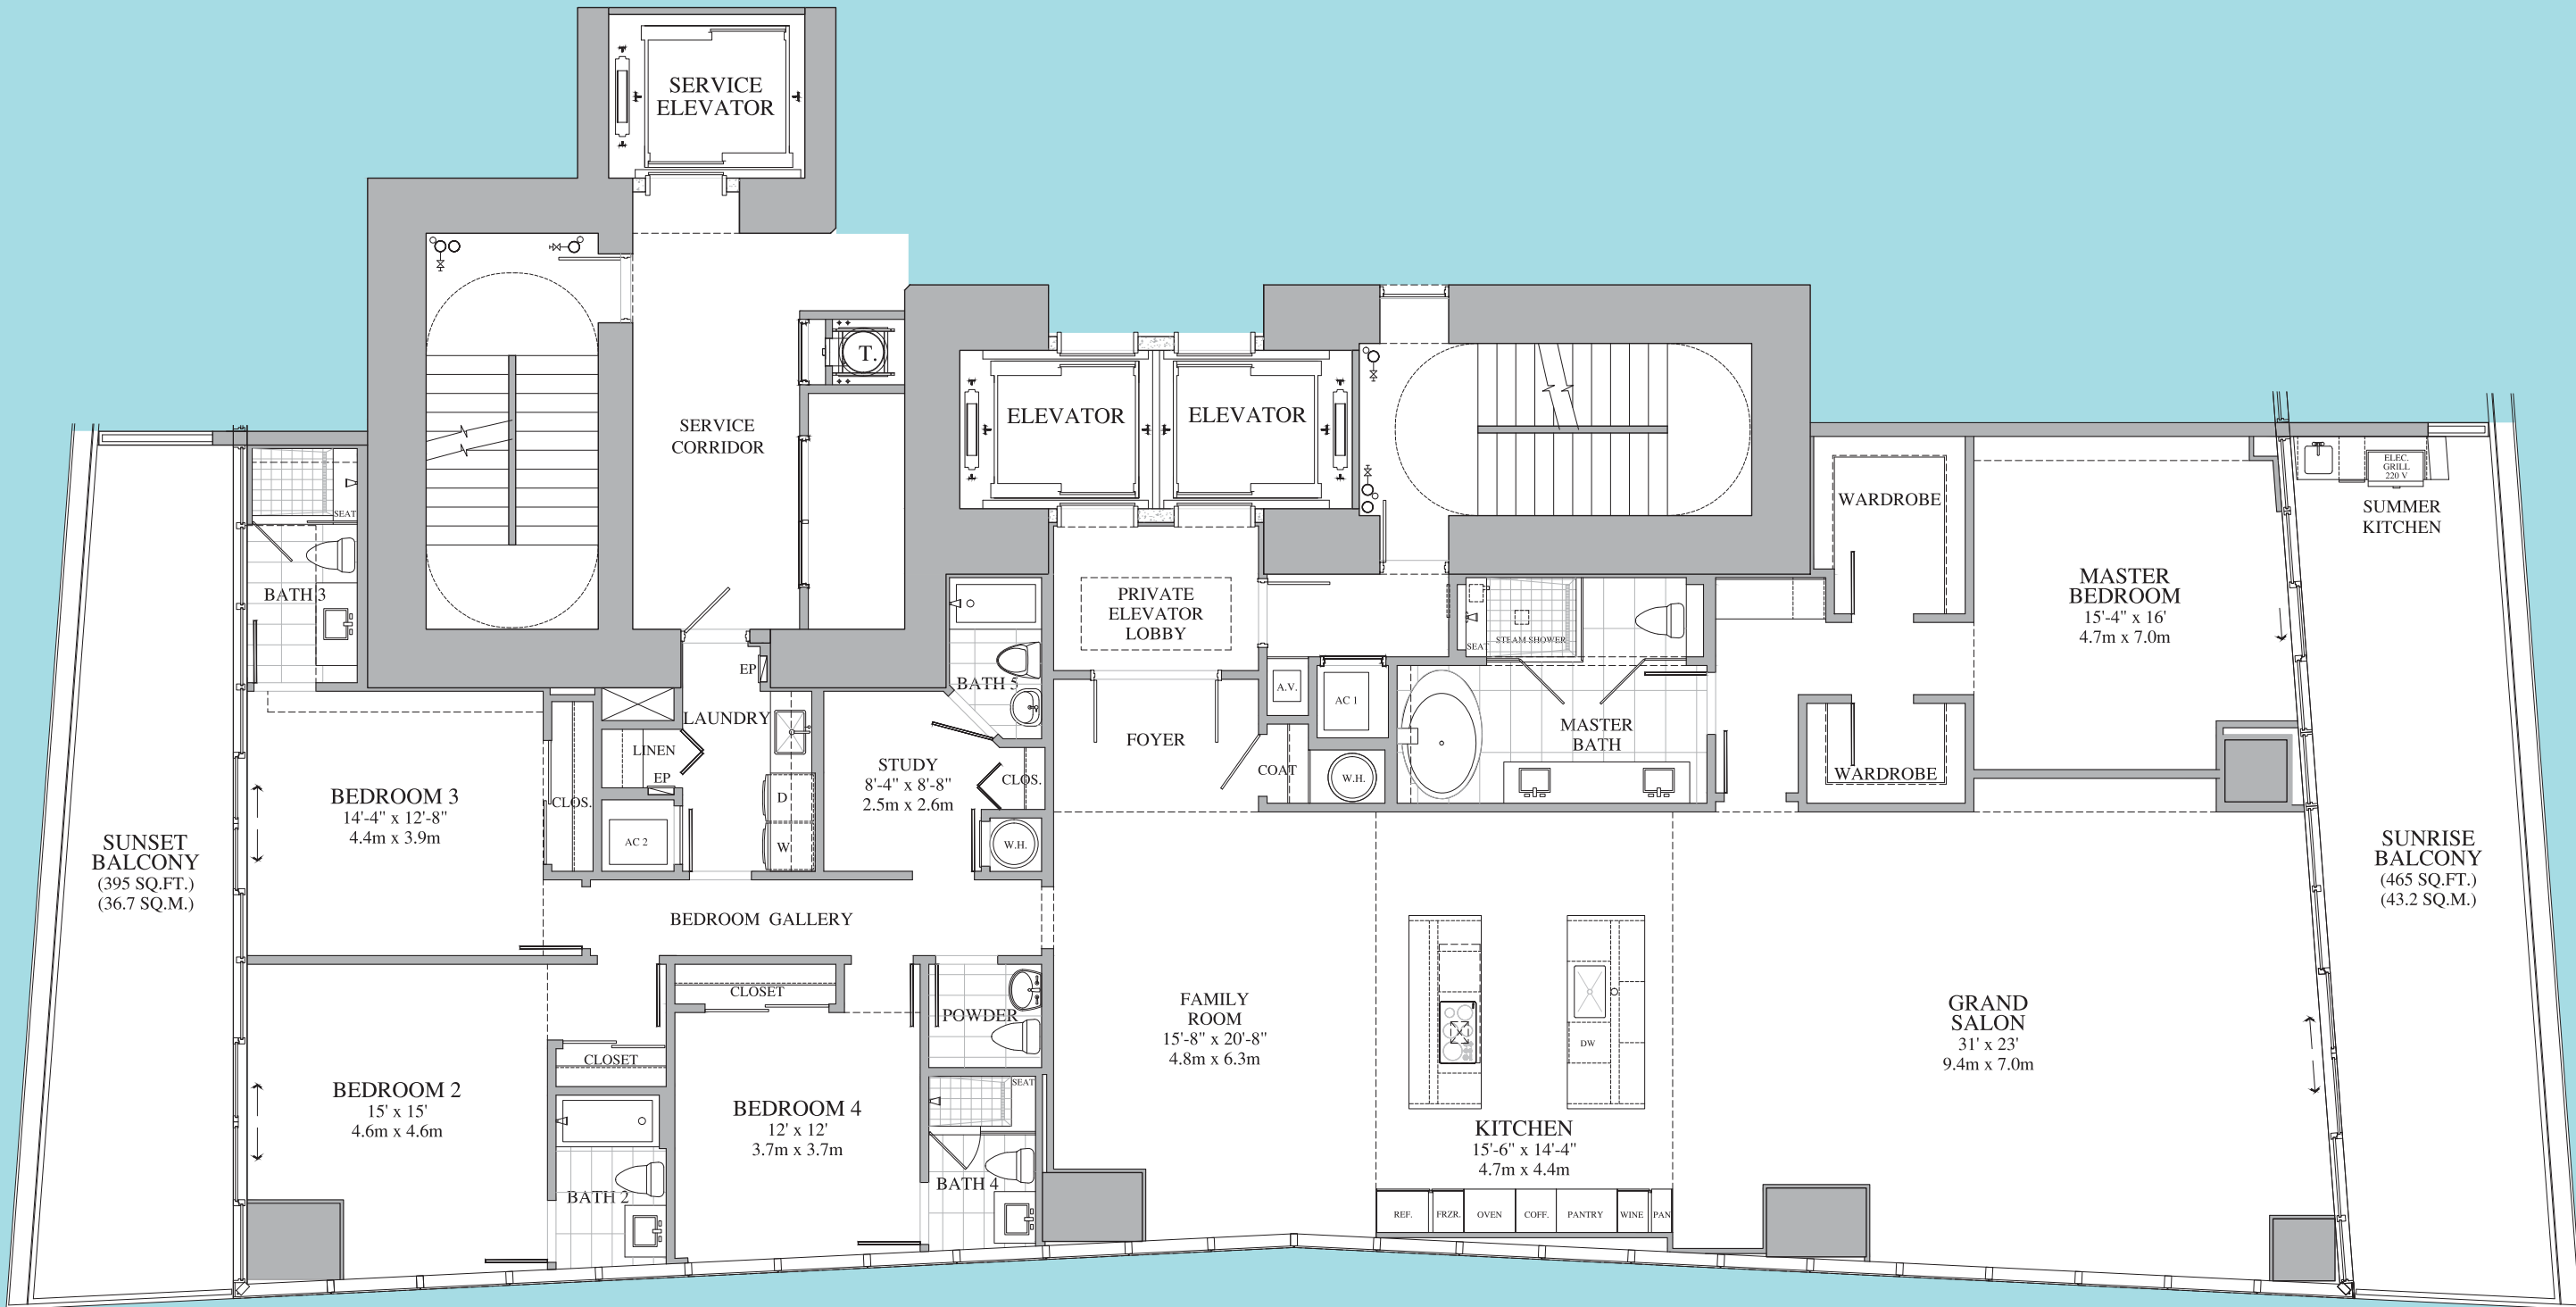 SERVICE
ELEVATOR
T.
SERVICE
CORRIDOR
ELEVATOR
ELEVATOR
SEAT
BATH 3
PRIVATE
ELEVATOR
LOBBY
SEAT
STEAM SHOWER
WARDROBE
ELEC.
GRILL
220 V
SUMMER
KITCHEN
MASTER
BEDROOM
15'-4" x 16'
4.7m x 7.0m
EP
BATH 5
LAUNDRY
LINEN
EP
A.V.
AC 1
FOYER
COAT
W.H.
MASTER
BATH
WARDROBE
STUDY
8'-4" x 8'-8"
2.5m x 2.6m
CLOS.
W.H.
D
W
AC 2
CLOS.
BEDROOM 3
14'-4" x 12'-8"
4.4m x 3.9m
SUNSET
BALCONY
(395 SQ.FT.)
(36.7 SQ.M.)
SUNRISE
BALCONY
(465 SQ.FT.)
(43.2 SQ.M.)
BEDROOM GALLERY
CLOSET
POWDER
CLOSET
SEAT
BEDROOM 2
15' x 15'
4.6m x 4.6m
BEDROOM 4
12' x 12'
3.7m x 3.7m
BATH 2
BATH 4
FAMILY
ROOM
15'-8" x 20'-8"
4.8m x 6.3m
DW
KITCHEN
15'-6" x 14'-4"
4.7m x 4.4m
GRAND
SALON
31' x 23'
9.4m x 7.0m
REF.
FRZR.
OVEN
COFF.
PANTRY
WINE
PAN